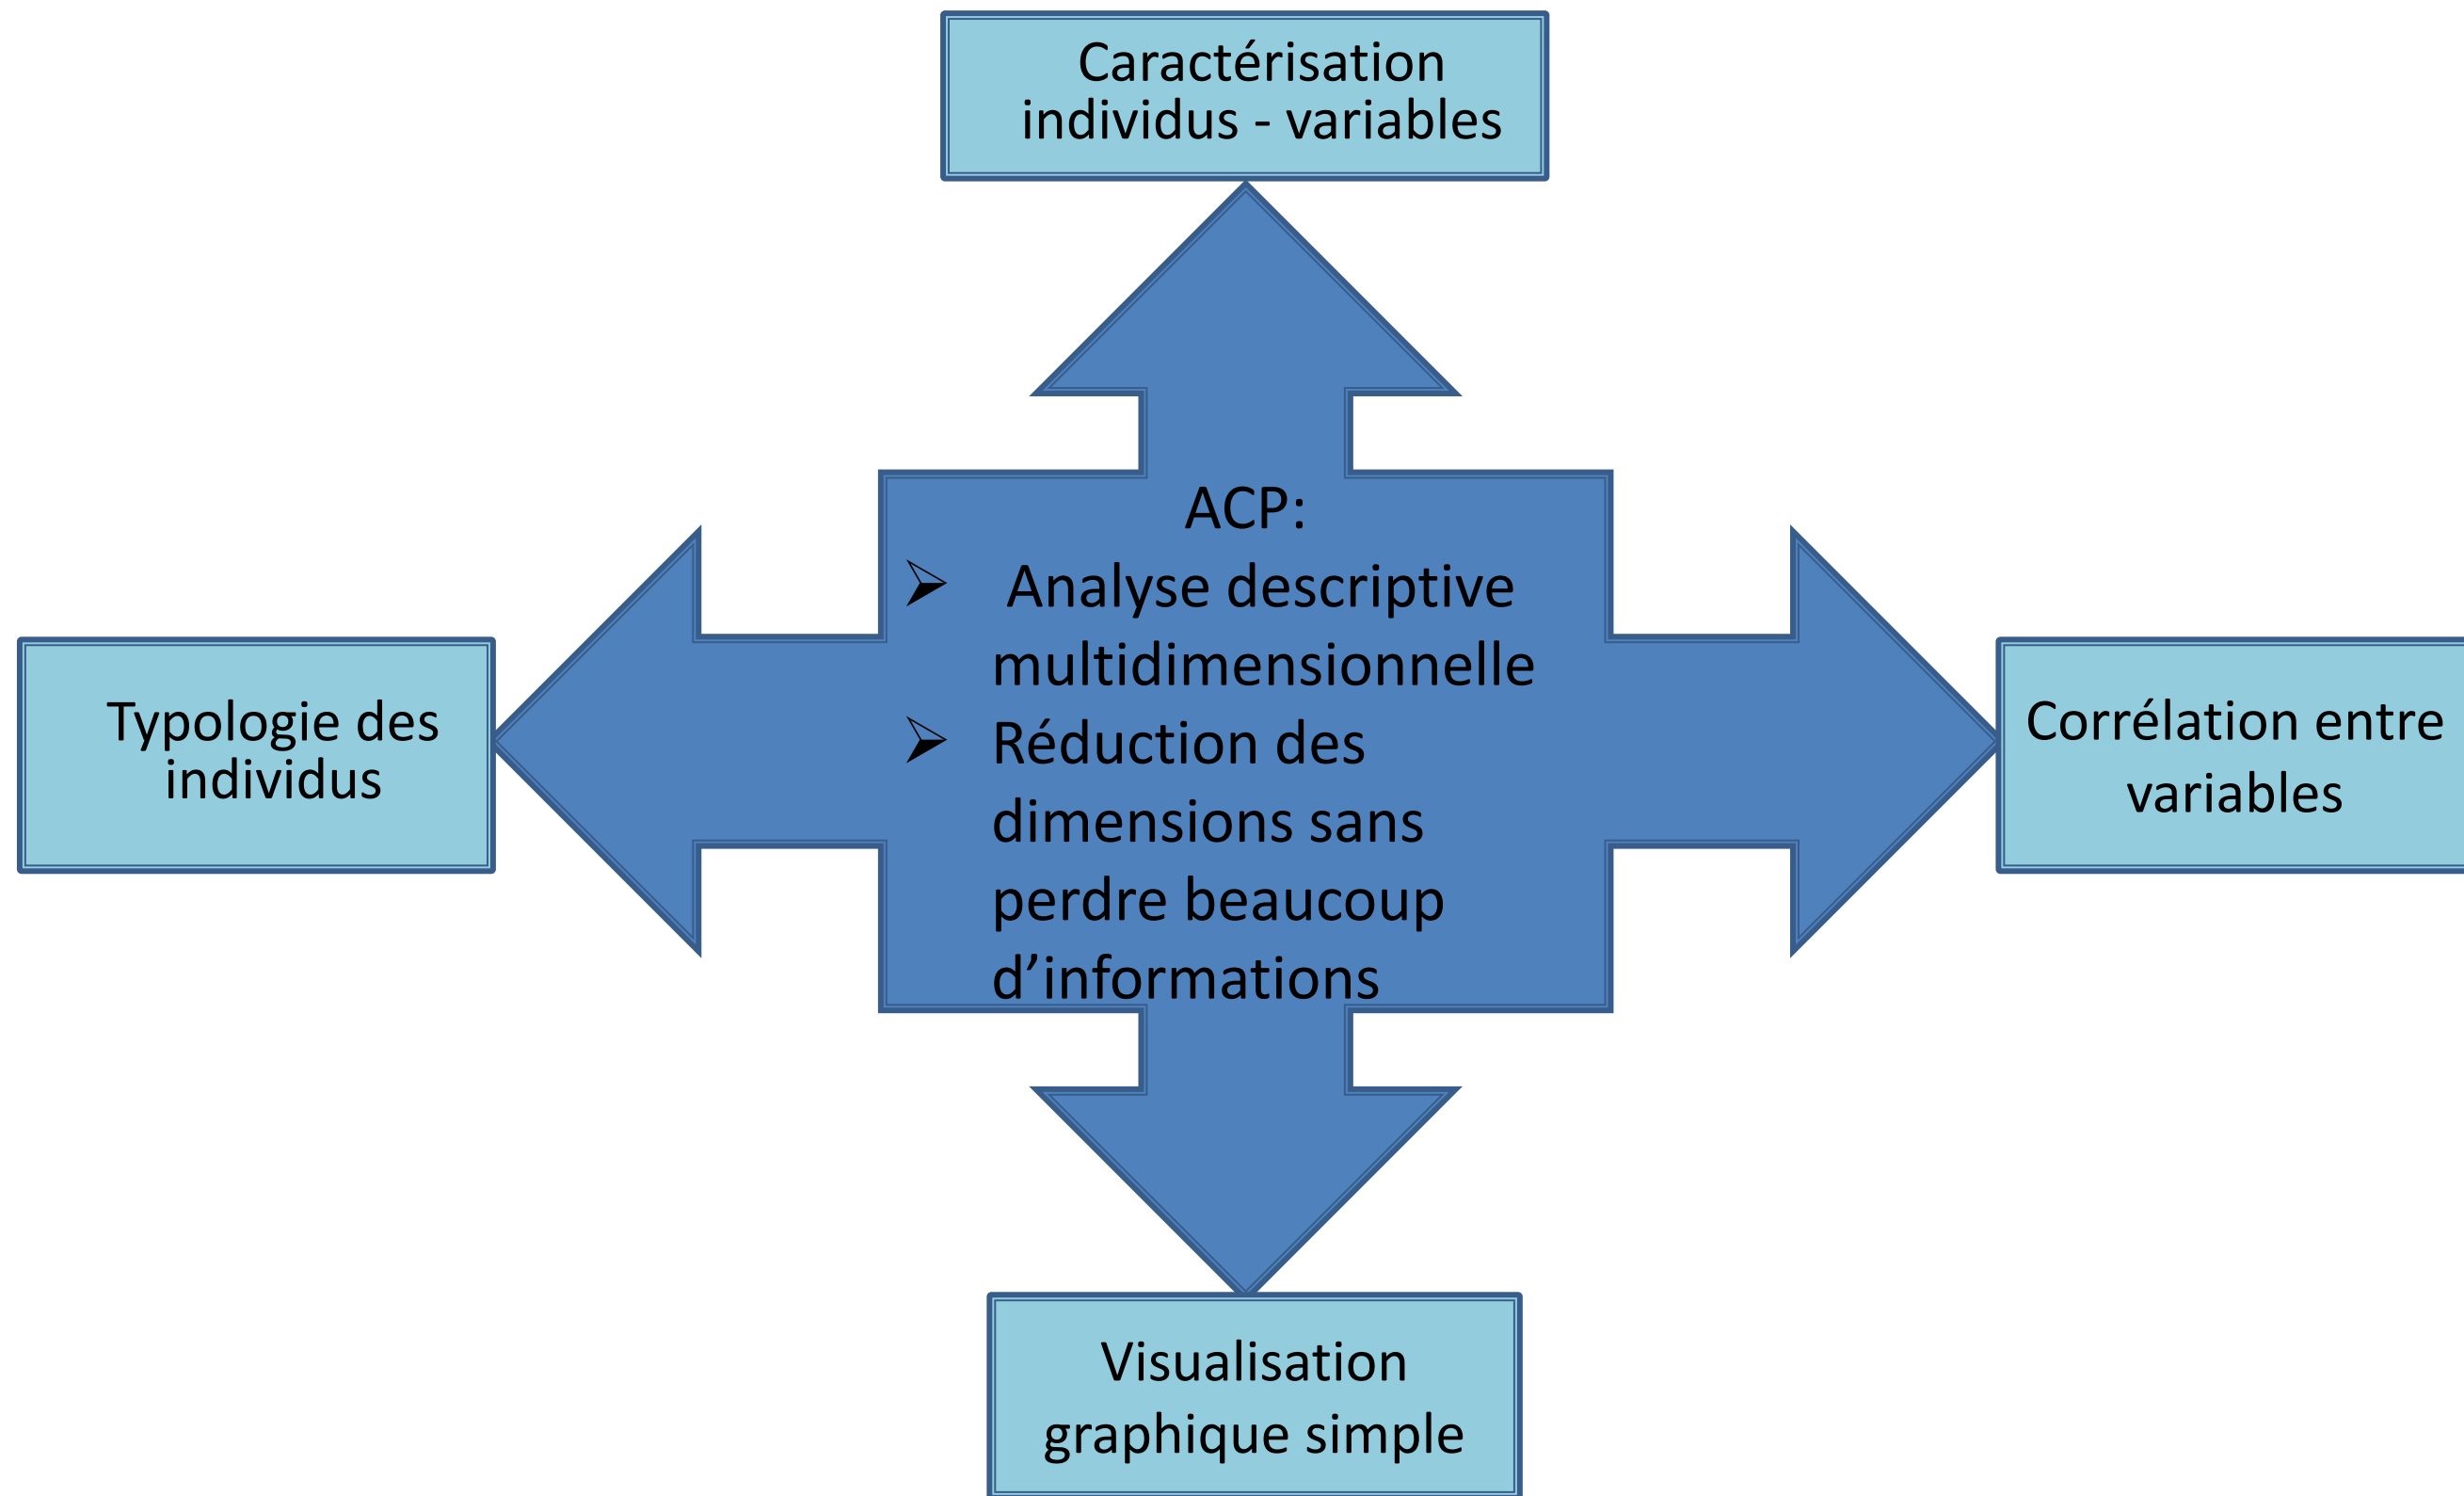 Caractérisation
individus - variables
ACP:
➢ Analyse descriptive
multidimensionnelle
➢ Réduction des
dimensions sans
perdre beaucoup
d’informations
Typologie des
individus
Corrélation entre
variables
Visualisation
graphique simple